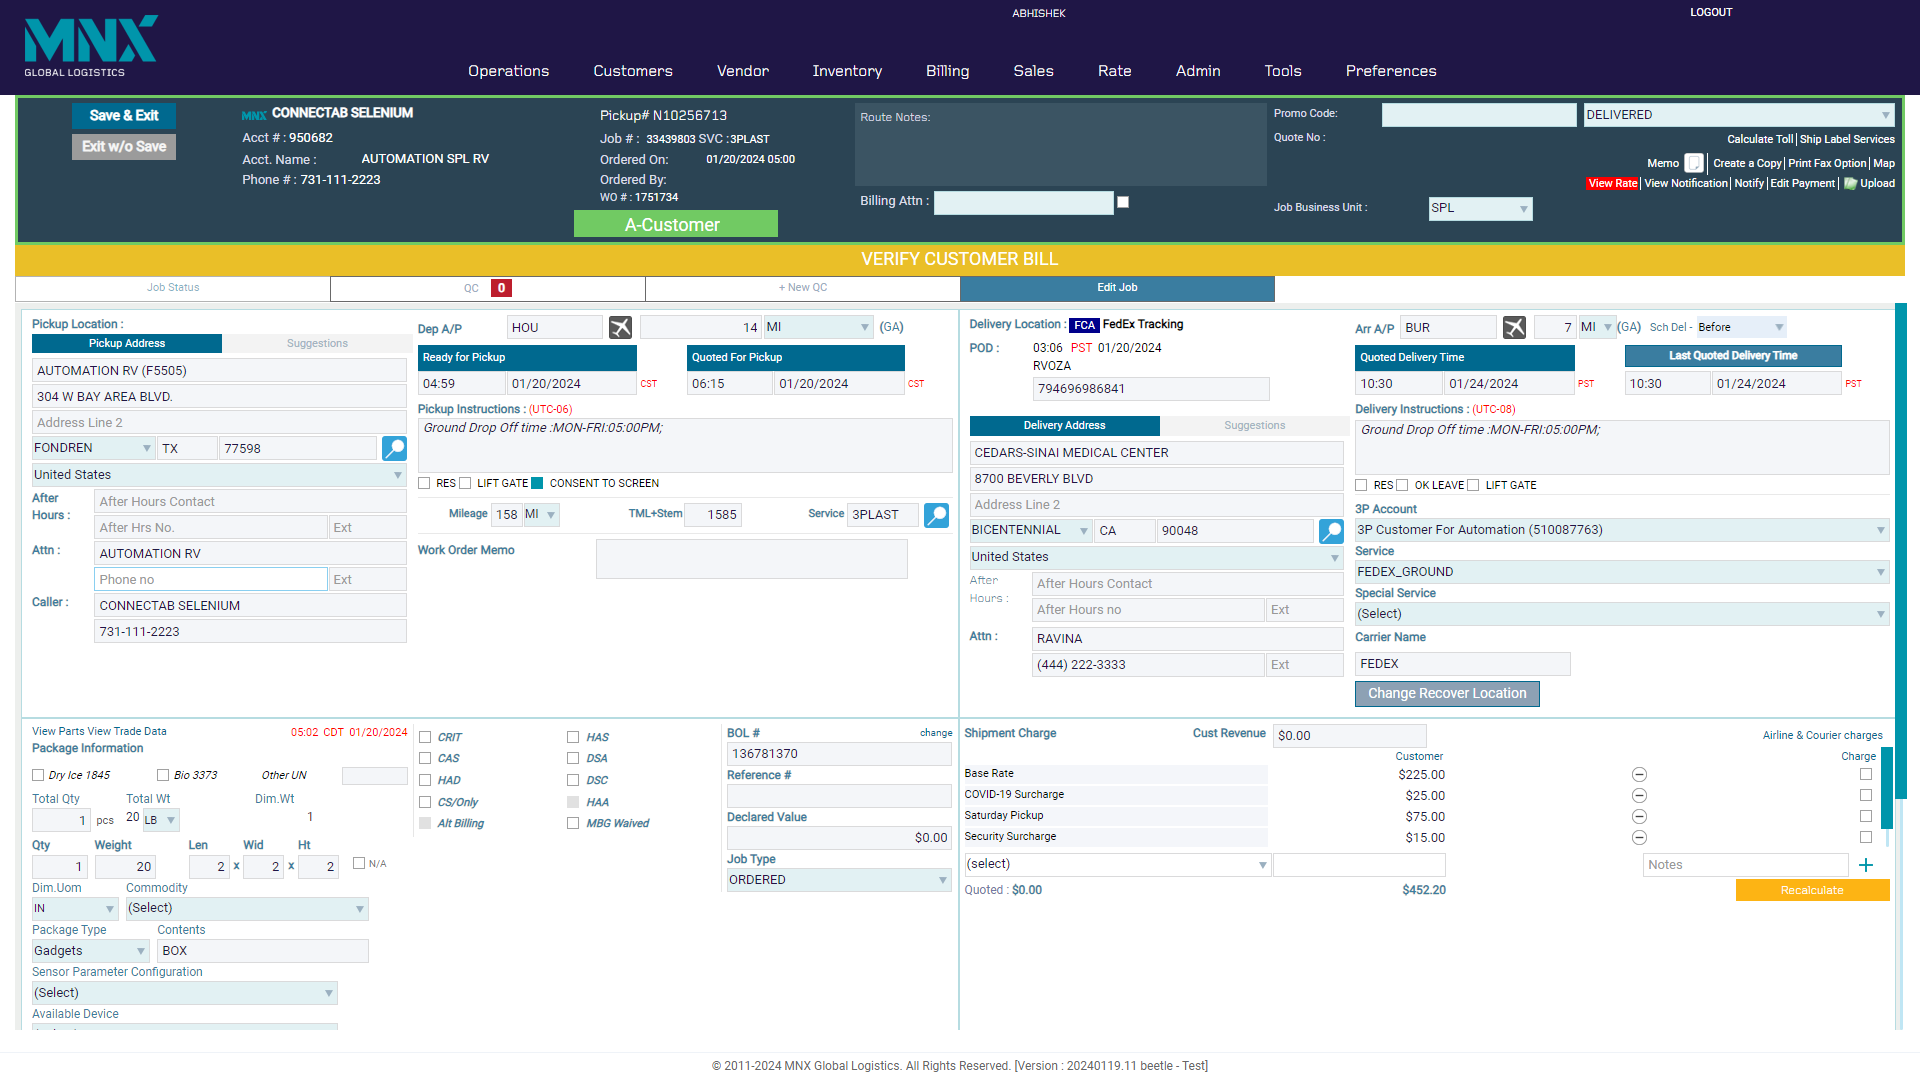 MNX
GLOBAL LOGISTICS
ABHISHEK
LOGOUT
Operations
Customers
Vendor
Inventory
Billing
Sales
Rate
Admin
Tools
Preferences
Save & Exit
Exit w/o Save
MNX CONNECTAB SELENIUM
Acct # : 950682
Acct. Name : AUTOMATION SPL RV
Phone # : 731-111-2223
Pickup# N10256713
Job # : 33439803 SVC :3PLAST
Ordered On: 01/20/2024 05:00
Ordered By:
WO # : 1751734
A-Customer
Route Notes:
Billing Attn :
Promo Code:
DELIVERED
Quote No :
Calculate Toll | Ship Label Services
Memo | Create a Copy | Print Fax Option | Map
View Rate | View Notification | Notify | Edit Payment | Upload
Job Business Unit : SPL
VERIFY CUSTOMER BILL
Job Status
QC 0
+ New QC
Edit Job
Pickup Location :
Pickup Address
Suggestions
AUTOMATION RV (F5505)
304 W BAY AREA BLVD.
Address Line 2
FONDREN TX 77598
United States
After Hours :
After Hours Contact
After Hrs No. Ext
Attn : AUTOMATION RV
Phone no Ext
Caller : CONNECTAB SELENIUM
731-111-2223
Dep A/P HOU 14 MI (GA)
Ready for Pickup
04:59 01/20/2024 CST
Quoted For Pickup
06:15 01/20/2024 CST
Pickup Instructions : (UTC-06)
Ground Drop Off time :MON-FRI:05:00PM;
RES LIFT GATE CONSENT TO SCREEN
Mileage 158 MI TML+Stem 1585 Service 3PLAST
Work Order Memo
Delivery Location : FCA FedEx Tracking
POD : 03:06 PST 01/20/2024
RVOZA
794696986841
Delivery Address
Suggestions
CEDARS-SINAI MEDICAL CENTER
8700 BEVERLY BLVD
Address Line 2
BICENTENNIAL CA 90048
United States
After Hours :
After Hours Contact
After Hours no Ext
Attn : RAVINA
(444) 222-3333 Ext
Arr A/P BUR 7 MI (GA) Sch Del - Before
Quoted Delivery Time
10:30 01/24/2024 PST
Last Quoted Delivery Time
10:30 01/24/2024 PST
Delivery Instructions : (UTC-08)
Ground Drop Off time :MON-FRI:05:00PM;
RES OK LEAVE LIFT GATE
3P Account
3P Customer For Automation (510087763)
Service
FEDEX_GROUND
Special Service
(Select)
Carrier Name
FEDEX
Change Recover Location
View Parts View Trade Data 05:02 CDT 01/20/2024
Package Information
Dry Ice 1845 Bio 3373 Other UN
Total Qty Total Wt Dim.Wt
1 pcs 20 LB 1
Qty Weight Len Wid Ht
1 20 2 x 2 x 2 N/A
Dim.Uom Commodity
IN (Select)
Package Type Contents
Gadgets BOX
Sensor Parameter Configuration
(Select)
Available Device
CRIT HAS
CAS DSA
HAD DSC
CS/Only HAA
Alt Billing MBG Waived
BOL # change
136781370
Reference #
Declared Value
$0.00
Job Type
ORDERED
Shipment Charge Cust Revenue $0.00 Airline & Courier charges
Customer Charge
Base Rate $225.00
COVID-19 Surcharge $25.00
Saturday Pickup $75.00
Security Surcharge $15.00
(select) Notes +
Quoted : $0.00 $452.20 Recalculate
© 2011-2024 MNX Global Logistics. All Rights Reserved. [Version : 20240119.11 beetle - Test]